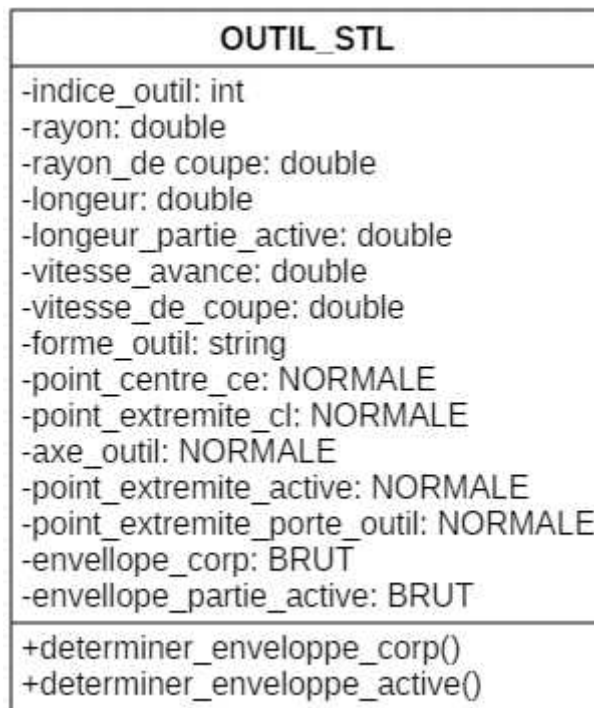 OUTIL_STL
-indice_outil: int
-rayon: double
-rayon_de coupe: double
-longeur: double
-longeur_partie_active: double
-vitesse_avance: double
-vitesse_de_coupe: double
-forme_outil: string
-point_centre_ce: NORMALE
-point_extremite_cl: NORMALE
-axe_outil: NORMALE
-point_extremite_active: NORMALE
-point_extremite_porte_outil: NORMALE
-envellope_corp: BRUT
-envellope_partie_active: BRUT
+determiner_enveloppe_corp()
+determiner_enveloppe_active()